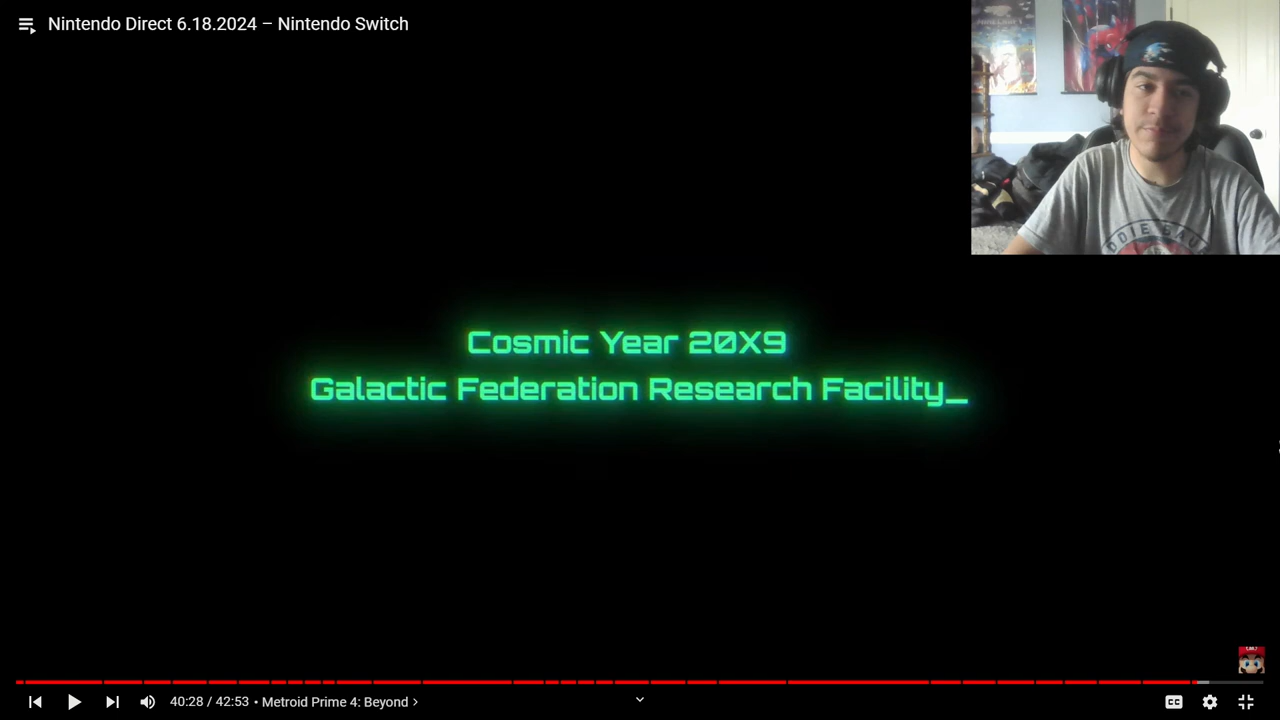 Nintendo Direct 6.18.2024 – Nintendo Switch
Cosmic Year 20X9
Galactic Federation Research Facility_
40:28 / 42:53 • Metroid Prime 4: Beyond >
CC